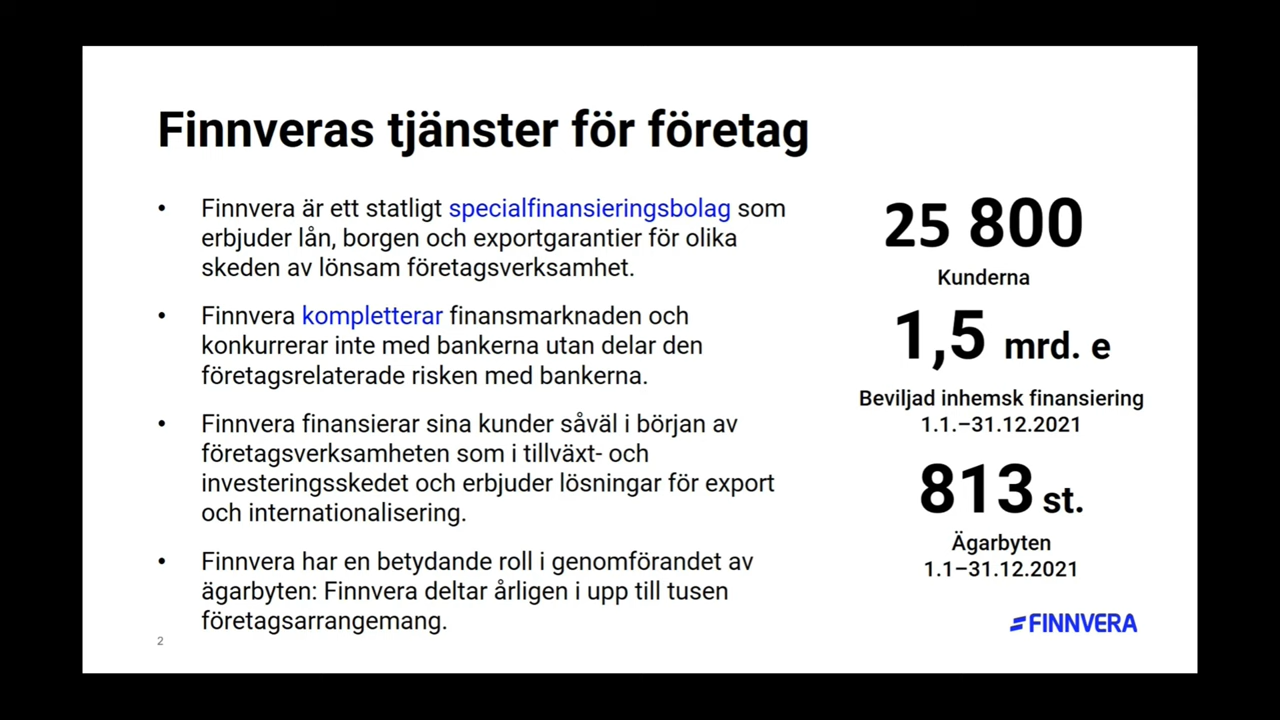 Finnveras tjänster för företag
• Finnvera är ett statligt specialfinansieringsbolag som
erbjuder lån, borgen och exportgarantier för olika
skeden av lönsam företagsverksamhet.
• Finnvera kompletterar finansmarknaden och
konkurrerar inte med bankerna utan delar den
företagsrelaterade risken med bankerna.
• Finnvera finansierar sina kunder såväl i början av
företagsverksamheten som i tillväxt- och
investeringsskedet och erbjuder lösningar för export
och internationalisering.
• Finnvera har en betydande roll i genomförandet av
ägarbyten: Finnvera deltar årligen i upp till tusen
företagsarrangemang.
25 800
Kunderna
1,5 mrd. e
Beviljad inhemsk finansiering
1.1.–31.12.2021
813 st.
Ägarbyten
1.1–31.12.2021
FINNVERA
2